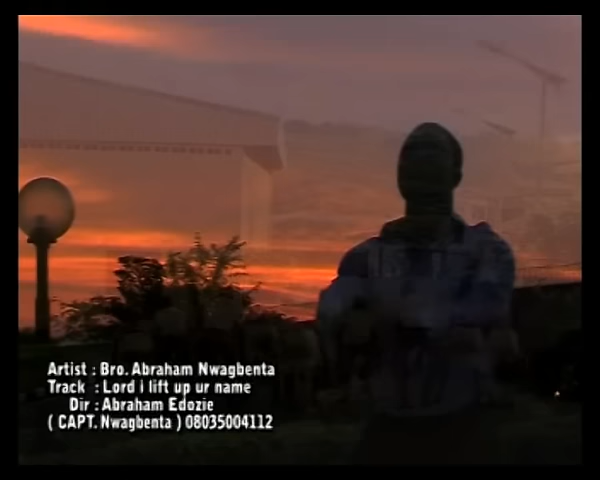 Artist : Bro. Abraham Nwagbenta
Track : Lord i lift up ur name
Dir : Abraham Edozie
( CAPT. Nwagbenta ) 08035004112